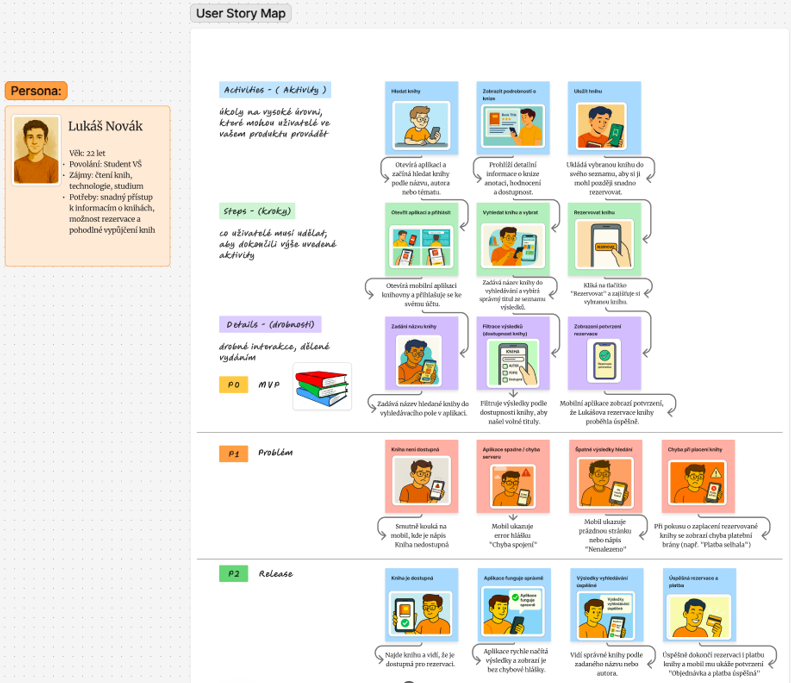 User Story Map
Persona:
Lukáš Novák
Věk: 22 let
• Povolání: Student VŠ
• Zájmy: čtení knih,
technologie, studium
• Potřeby: snadný přístup
k informacím o knihách,
možnost rezervace a
pohodlné vypůjčení knih
Activities - ( Aktivity )
úkoly na vysoké úrovni,
které mohou uživatelé ve
vašem produktu provádět
Hledat knihy
Otevírá aplikaci a
začíná hledat knihy
podle názvu, autora
nebo tématu.
Zobrazit podrobnosti o
knize
Prohlíží detailní
informace o knize
anotaci, hodnocení
a dostupnost.
Uložit knihu
Ukládá vybranou knihu do
svého seznamu, aby si ji
mohl později snadno
rezervovat.
Steps - (kroky)
co uživatelé musí udělat,
aby dokončili výše uvedené
aktivity
Otevřít aplikaci a přihlásit
Otevírá mobilní aplikaci
knihovny a přihlašuje se ke
svému účtu.
Vyhledat knihu a vybrat
Zadává název knihy do
vyhledávání a vybírá
správný titul ze seznamu
výsledků.
Rezervovat knihu
Kliká na tlačítko
"Rezervovat" a zajišťuje si
vybranou knihu.
Details - (drobnosti)
drobné interakce, dělené
vydáním
P0 MVP
Zadání názvu knihy
Zadává název hledané knihy do
vyhledávacího pole v aplikaci.
Filtrace výsledků
(dostupnost knihy)
KNIHA
Filtruje výsledky podle
dostupnosti knihy, aby
našel volné tituly.
Zobrazení potvrzení
rezervace
Mobilní aplikace zobrazí potvrzení,
že Lukášova rezervace knihy
proběhla úspěšně.
P1 Problém
Kniha není dostupná
Smutně kouká na
mobil, kde je nápis
Kniha nedostupná
Aplikace spadne / chyba
serveru
Mobil ukazuje
error hlášku
"Chyba spojení"
Špatné výsledky hledání
Mobil ukazuje
prázdnou stránku
nebo nápis
"Nenalezeno"
Chyba při placení knihy
Při pokusu o zaplacení rezervované
knihy se zobrazí chyba platební
brány (např. "Platba selhala")
P2 Release
Kniha je dostupná
Najde knihu a vidí, že je
dostupná pro rezervaci.
Aplikace funguje správně
Aplikace
funguje
správně
Aplikace rychle načítá
výsledky a zobrazí je
bez chybové hlášky.
Výsledky vyhledávání
úspěšné
Výsledky
vyhledávání
úspěšné
Vidí správné knihy podle
zadaného názvu nebo
autora.
Úspěšná rezervace a
platba
Úspěšně dokončí rezervaci i platbu
knihy a mobil mu ukáže potvrzení
"Objednávka a platba úspěšná"